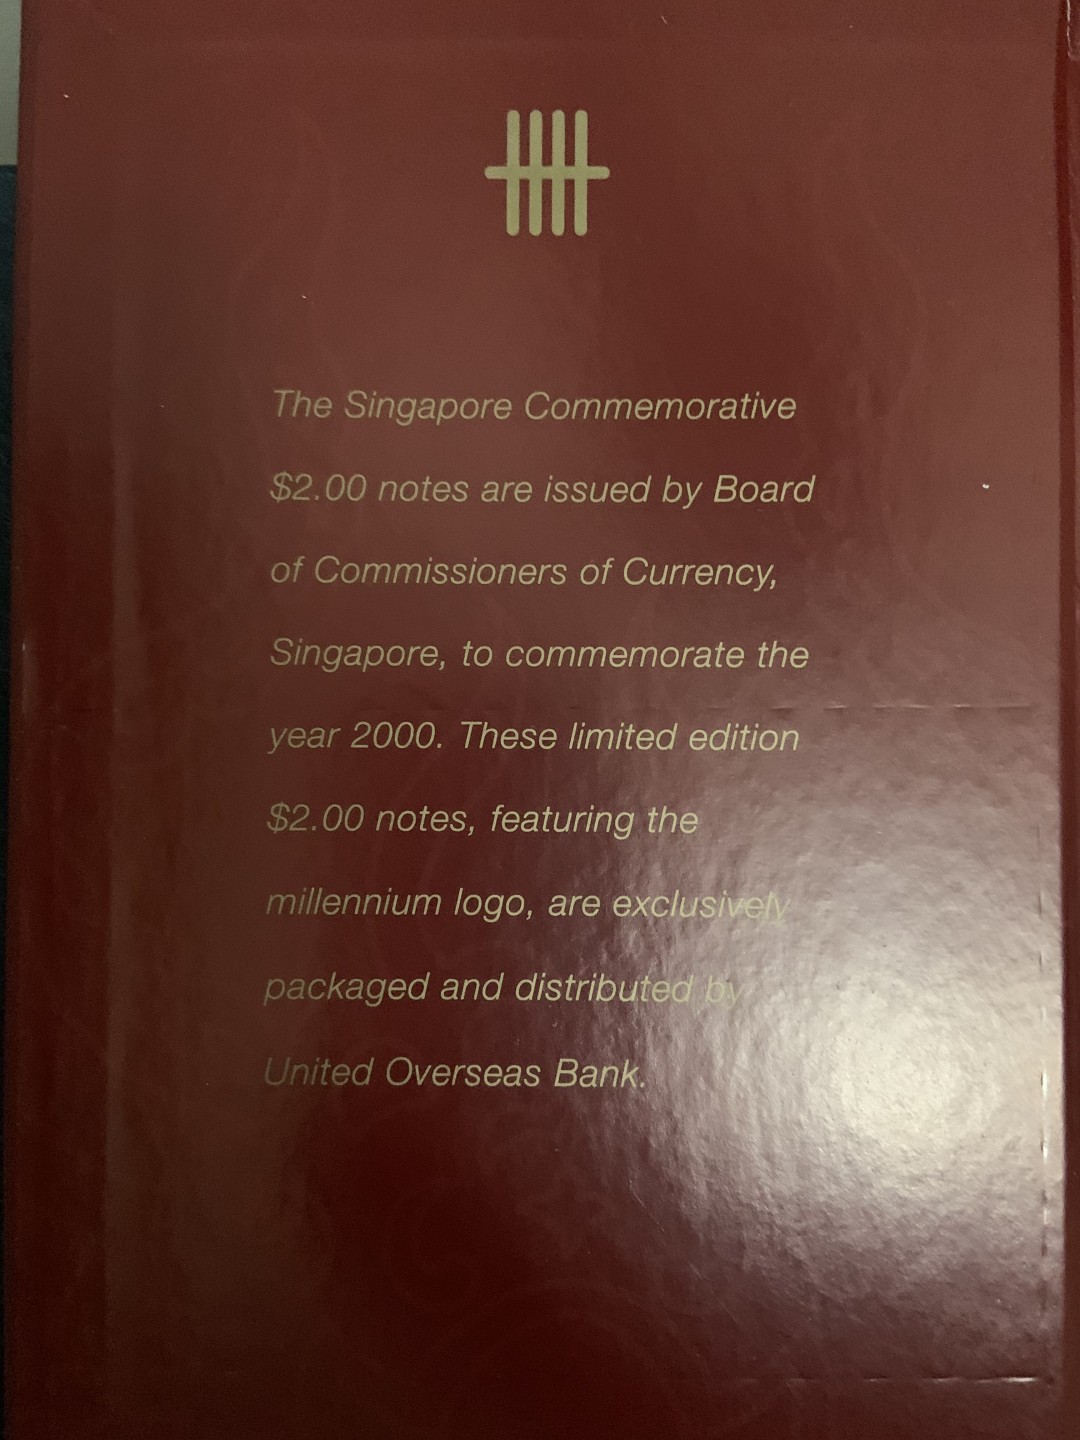 The Singapore Commemorative
$2.00 notes are issued by Board
of Commissioners of Currency,
Singapore, to commemorate the
year 2000. These limited edition
$2.00 notes, featuring the
millennium logo, are exclusively
packaged and distributed by
United Overseas Bank.